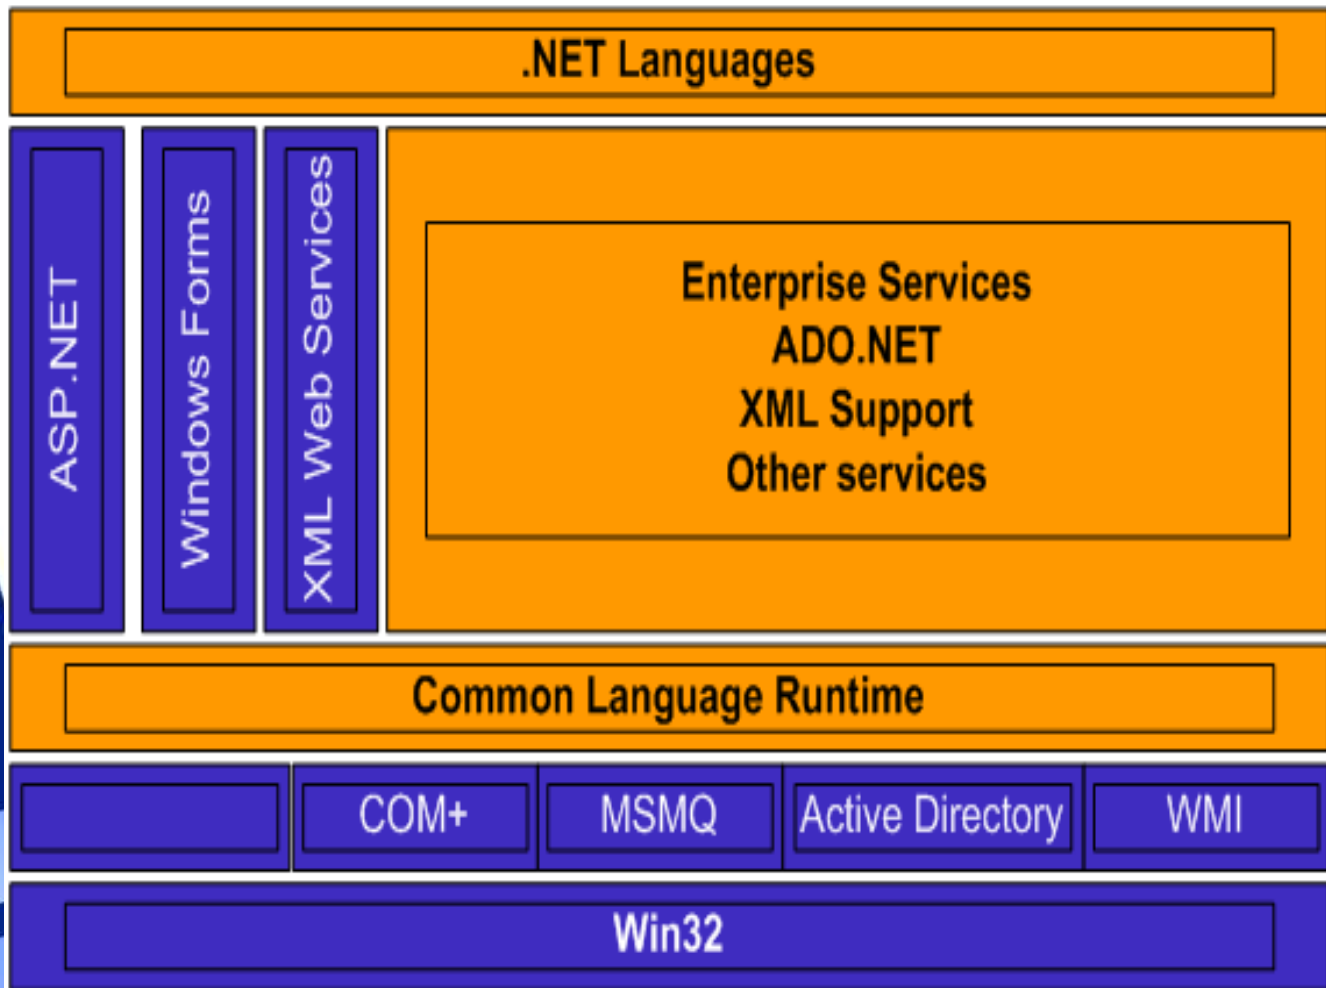 .NET Languages
ASP.NET
Windows Forms
XML Web Services
Enterprise Services
ADO.NET
XML Support
Other services
Common Language Runtime
COM+
MSMQ
Active Directory
WMI
Win32